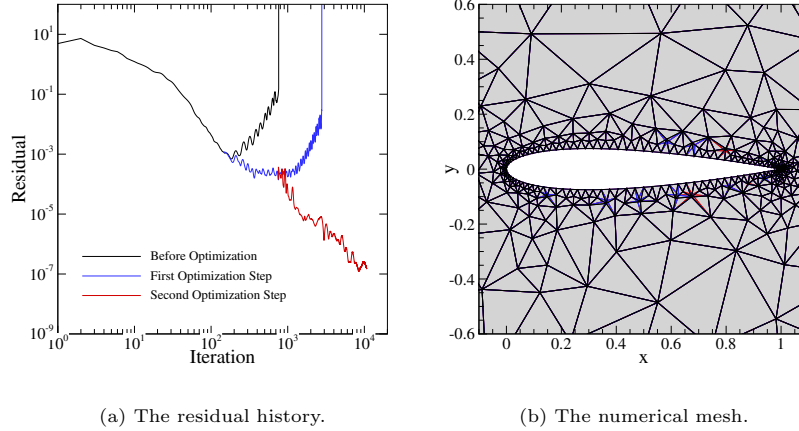 10^1
10^-1
10^-3
10^-5
10^-7
10^-9
Residual
Before Optimization
First Optimization Step
Second Optimization Step
10^0
10^1
10^2
10^3
10^4
Iteration
0.6
0.4
0.2
0
-0.2
-0.4
-0.6
y
0
0.2
0.4
0.6
0.8
1
x
(a) The residual history.
(b) The numerical mesh.